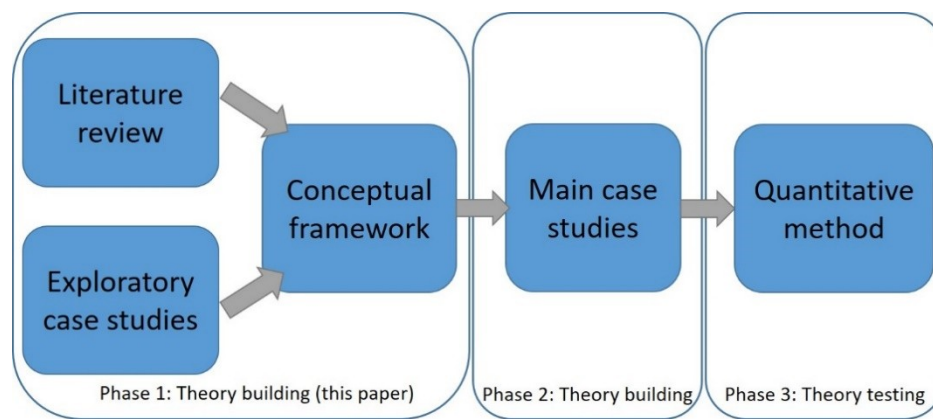 Literature
review
Exploratory
case studies
Conceptual
framework
Main case
studies
Quantitative
method
Phase 1: Theory building (this paper)
Phase 2: Theory building
Phase 3: Theory testing